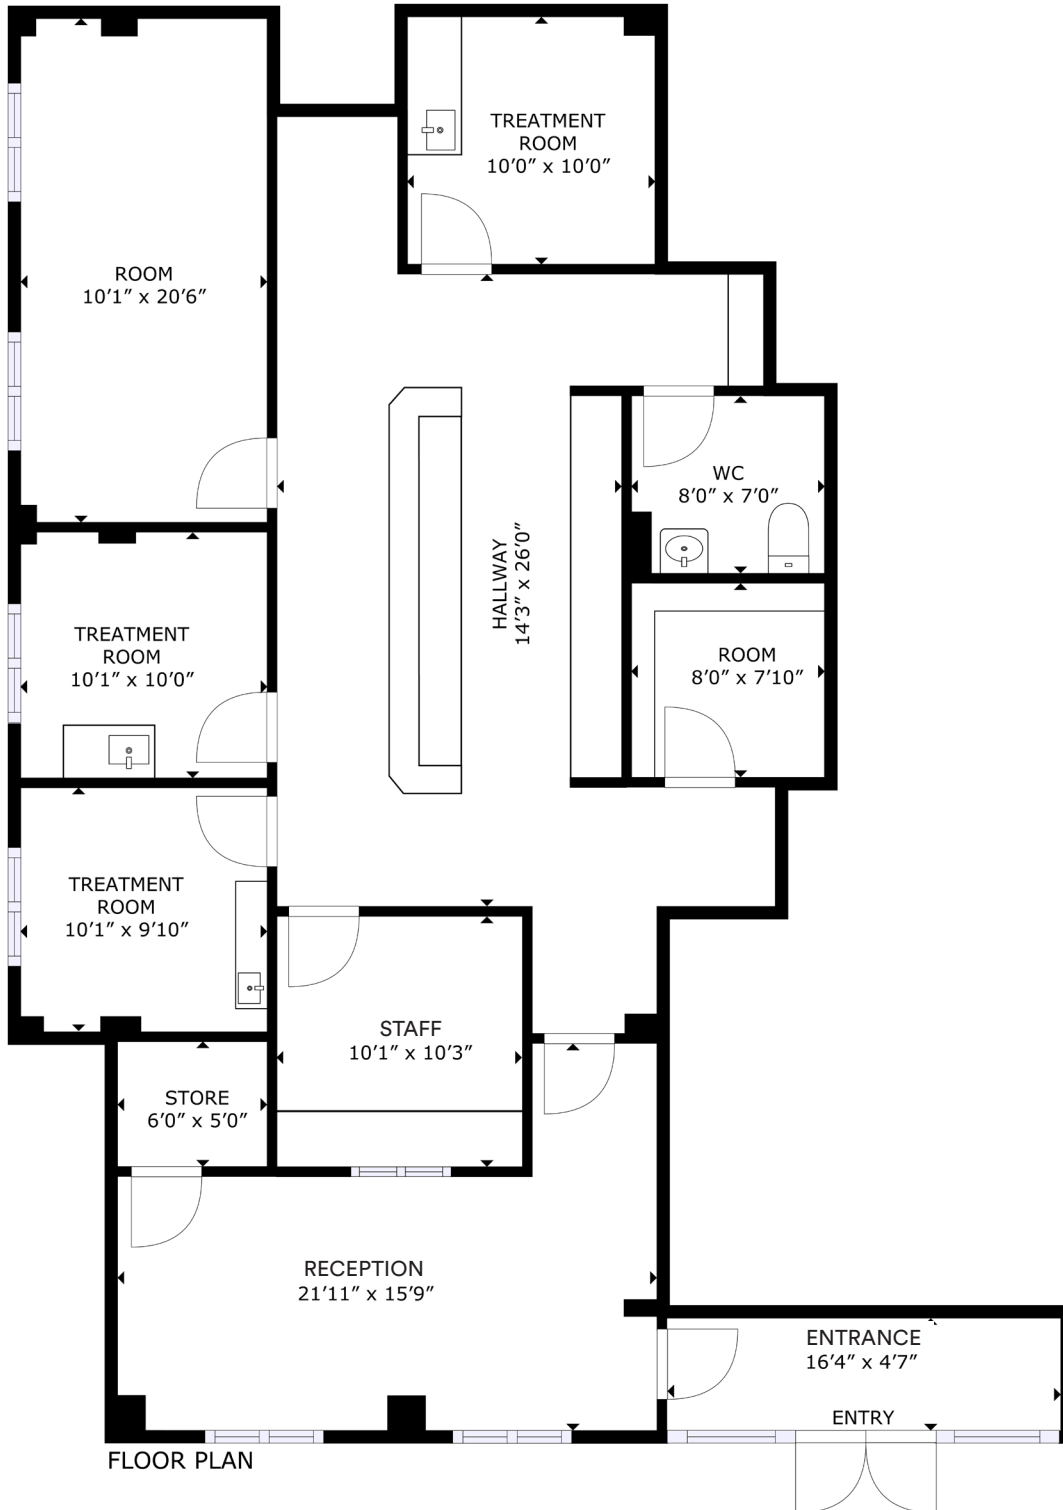 TREATMENT
ROOM
10’0” x 10’0”
ROOM
10’1” x 20’6”
WC
8’0” x 7’0”
HALLWAY
14’3” x 26’0”
TREATMENT
ROOM
10’1” x 10’0”
ROOM
8’0” x 7’10”
TREATMENT
ROOM
10’1” x 9’10”
STAFF
10’1” x 10’3”
STORE
6’0” x 5’0”
RECEPTION
21’11” x 15’9”
ENTRANCE
16’4” x 4’7”
ENTRY
FLOOR PLAN